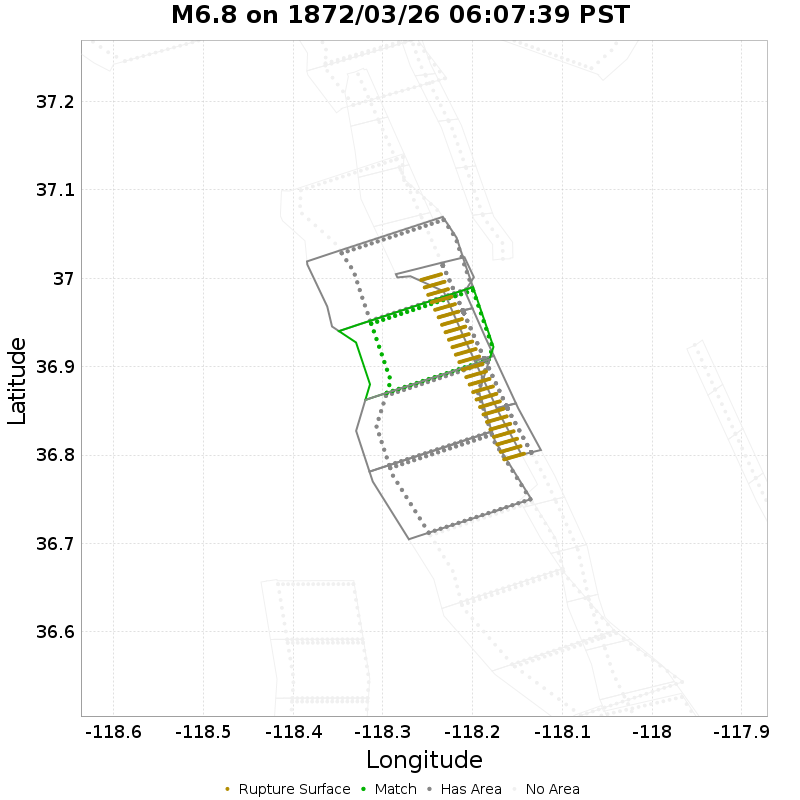 M6.8 on 1872/03/26 06:07:39 PST
37.2
37.1
37
36.9
36.8
36.7
36.6
Latitude
-118.6
-118.5
-118.4
-118.3
-118.2
-118.1
-118
-117.9
Longitude
Rupture Surface
Match
Has Area
No Area